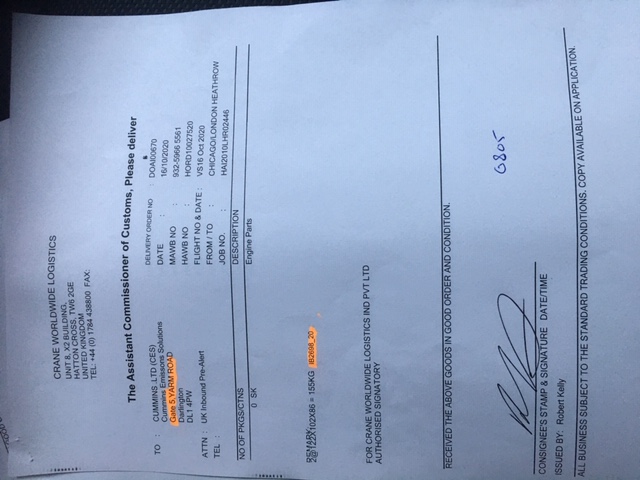 CRANE WORLDWIDE LOGISTICS
UNIT 8, X2 BUILDING,
HATTON CROSS, TW6 2GE
UNITED KINGDOM
TEL: +44 (0) 1784 438800 FAX:
The Assistant Commissioner of Customs, Please deliver
TO : CUMMINS .LTD (CES)
Cummins Emissons Solutions
Gate 5,YARM ROAD
Darlington
DL1 4PW
ATTN : UK Inbound Pre-Alert
TEL :
DELIVERY ORDER NO : DOAI00670
DATE : 16/10/2020
MAWB NO : 932-5966 5561
HAWB NO : HORD10027520
FLIGHT NO & DATE : VS16 Oct 2020
FROM / TO : CHICAGO/LONDON HEATHROW
JOB NO. : HAI2010LHR02446
NO OF PKGS/CTNS DESCRIPTION
0 SK Engine Parts
REMARK:
2@122X102X86 = 155KG IB2698_20
FOR CRANE WORLDWIDE LOGISTICS IND PVT LTD
AUTHORISED SIGNATORY
RECEIVED THE ABOVE GOODS IN GOOD ORDER AND CONDITION.
0805
CONSIGNEE'S STAMP & SIGNATURE DATE/TIME
ISSUED BY: Robert Kelly
ALL BUSINESS SUBJECT TO THE STANDARD TRADING CONDITIONS. COPY AVAILABLE ON APPLICATION.